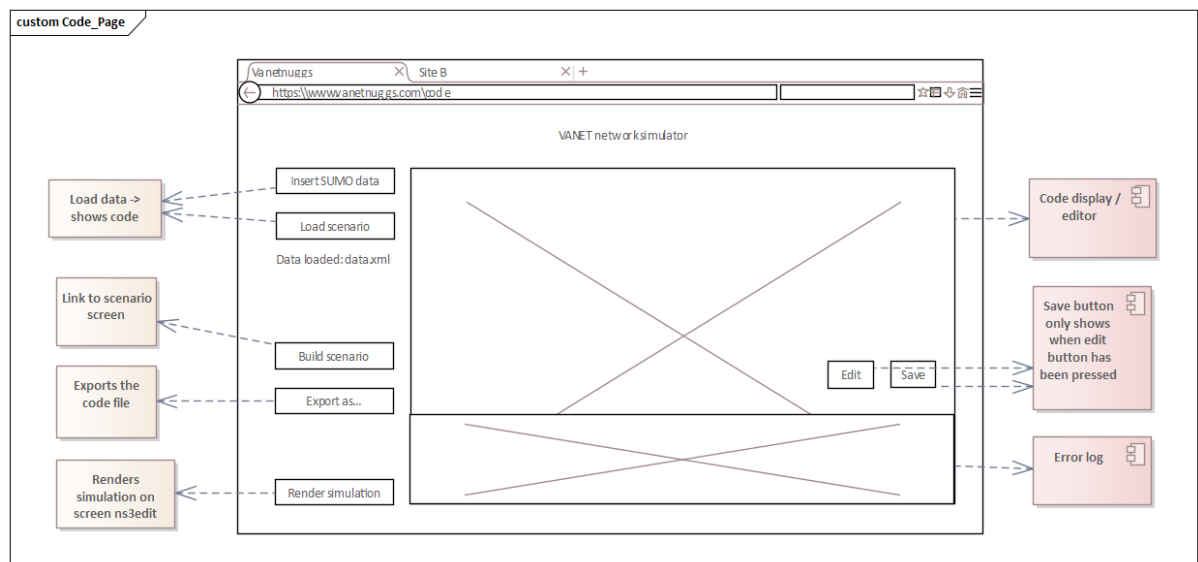 custom Code_Page
Vanetnuggs
Site B
https:\\wwwvanetnuggs.com\code
VANET network simulator
Insert SUMO data
Load scenario
Data loaded: data.xml
Build scenario
Export as...
Render simulation
Edit
Save
Load data ->
shows code
Link to scenario
screen
Exports the
code file
Renders
simulation on
screen ns3edit
Code display /
editor
Save button
only shows
when edit
button has
been pressed
Error log